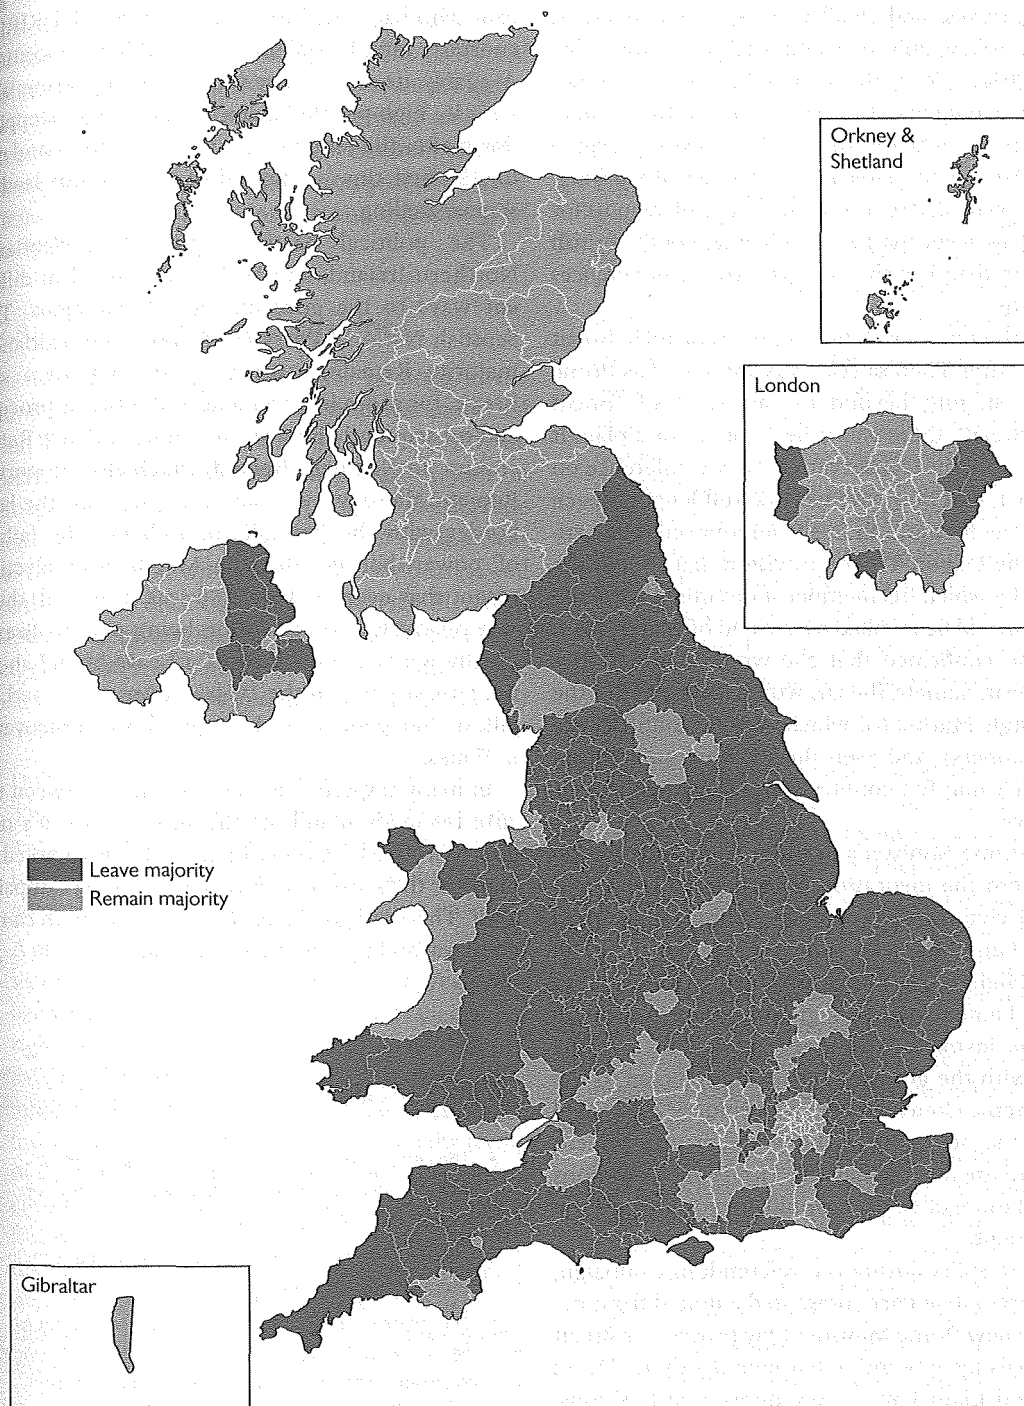 Orkney &
Shetland
London
Leave majority
Remain majority
Gibraltar